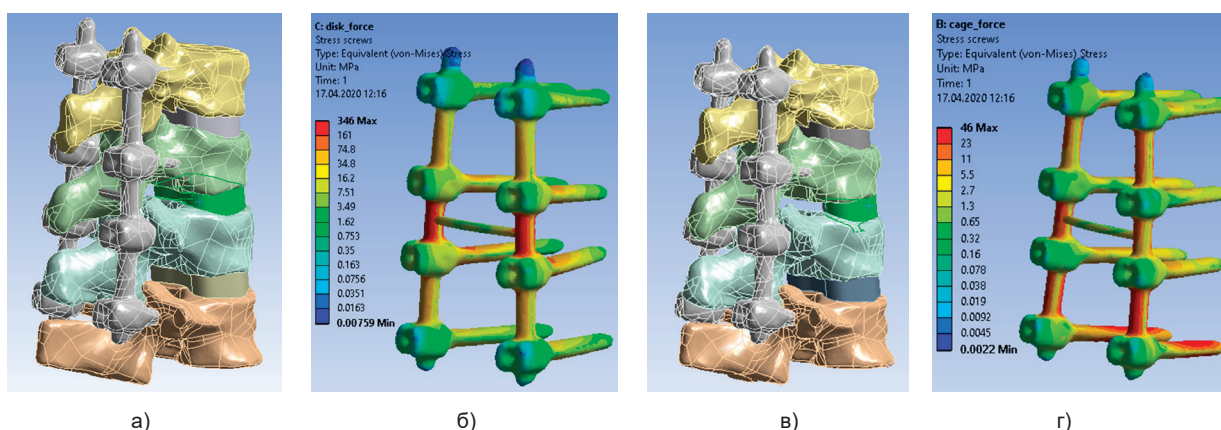 C: disk_force
Stress screws
Type: Equivalent (von-Mises) Stress
Unit: MPa
Time: 1
17.04.2020 12:16
346 Max
161
74.8
34.8
16.2
7.51
3.49
1.62
0.753
0.35
0.163
0.0756
0.0351
0.0163
0.00759 Min
B: cage_force
Stress screws
Type: Equivalent (von-Mises) Stress
Unit: MPa
Time: 1
17.04.2020 12:16
46 Max
23
11
5.5
2.7
1.3
0.65
0.32
0.16
0.078
0.038
0.019
0.0092
0.0045
0.0022 Min
а)
б)
в)
г)